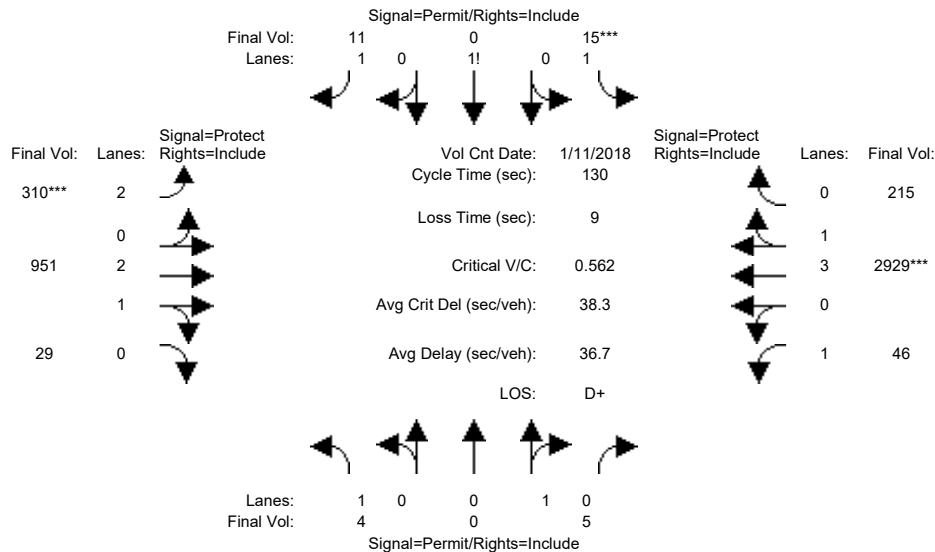 Signal=Permit/Rights=Include
Final Vol: 11 0 15***
Lanes: 1 0 1! 0 1
Signal=Protect Signal=Protect
Final Vol: Lanes: Rights=Include Vol Cnt Date: 1/11/2018 Rights=Include Lanes: Final Vol:
Cycle Time (sec): 130
310*** 2 0 215
Loss Time (sec): 9
0 1
951 2 Critical V/C: 0.562 3 2929***
1 Avg Crit Del (sec/veh): 38.3 0
29 0 Avg Delay (sec/veh): 36.7 1 46
LOS: D+
Lanes: 1 0 0 1 0
Final Vol: 4 0 5
Signal=Permit/Rights=Include